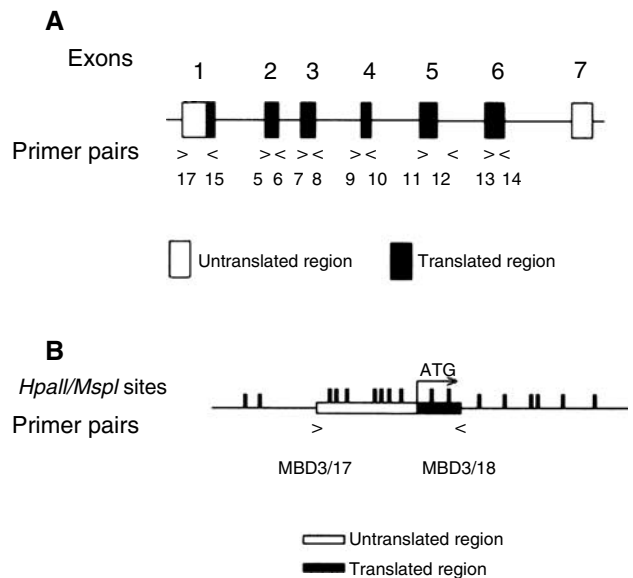 A
Exons
1 2 3 4 5 6 7
Primer pairs
> < > < > < > < > < > <
17 15 5 6 7 8 9 10 11 12 13 14
Untranslated region Translated region
B
HpaII/MspI sites
ATG
Primer pairs
> <
MBD3/17 MBD3/18
Untranslated region
Translated region